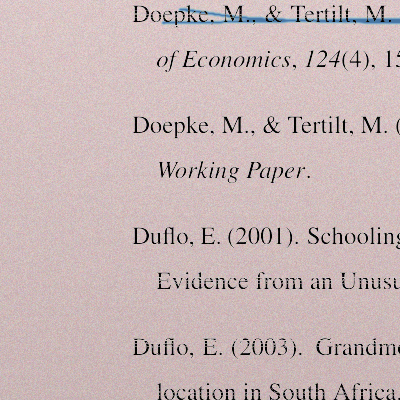 Doepke, M., & Tertilt, M.
of Economics, 124(4), 15
Doepke, M., & Tertilt, M. (
Working Paper.
Duflo, E. (2001). Schooling
Evidence from an Unusu
Duflo, E. (2003). Grandmo
location in South Africa.